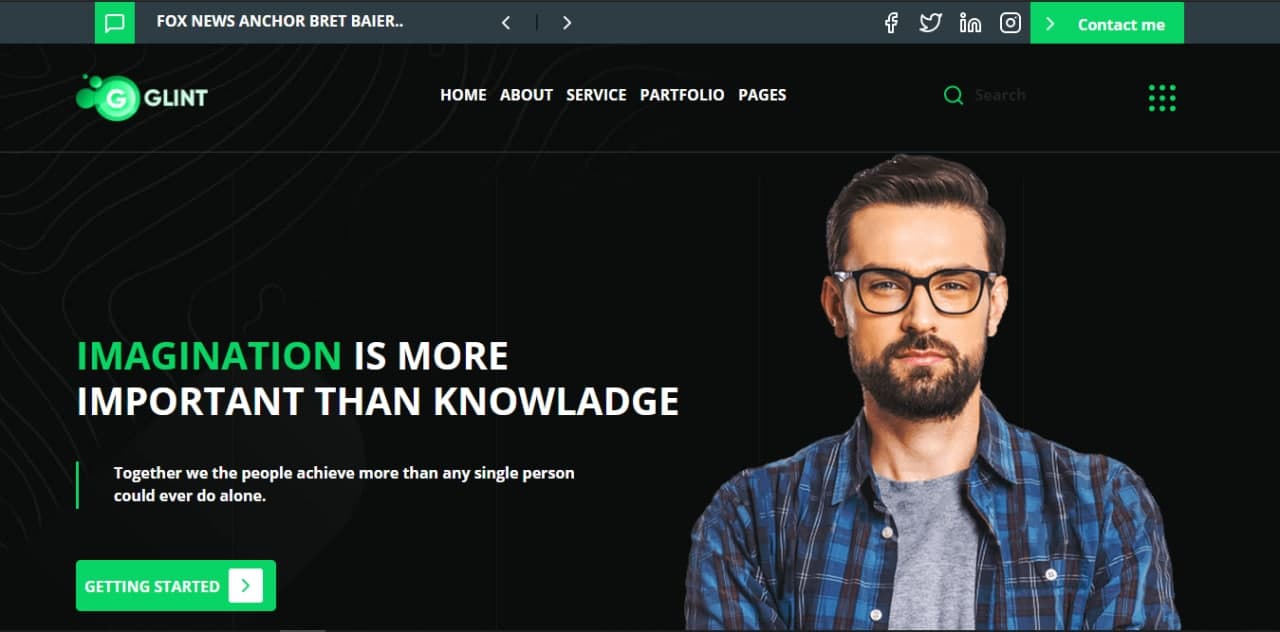 FOX NEWS ANCHOR BRET BAIER..
Contact me
G GLINT
HOME ABOUT SERVICE PARTFOLIO PAGES
Search
IMAGINATION IS MORE
IMPORTANT THAN KNOWLADGE
Together we the people achieve more than any single person
could ever do alone.
GETTING STARTED